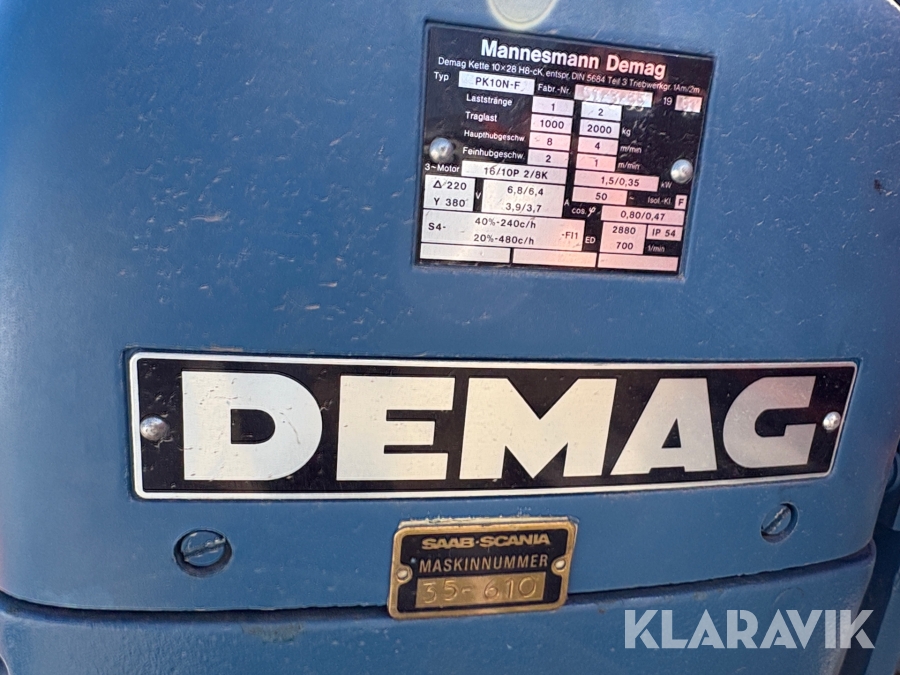 Mannesmann Demag
Demag Kette 10×28 H8-cK, entspr. DIN 5684 Teil 3 Triebwerkgr. 1Am/2m
Typ PK10N-F Fabr.-Nr. 19
Laststränge 1 2
Traglast 1000 2000 kg
Haupthubgeschw. 8 4 m/min
Feinhubgeschw. 2 1 m/min
3~Motor 16/10P 2/8K 1,5/0,35 kW
Δ 220 V 6,8/6,4 A 50 Isol.-Kl. F
Y 380 3,9/3,7 cos. φ 0,80/0,47
S4- 40%-240c/h -FI1 ED 2880 IP 54
20%-480c/h 700 1/min
DEMAG
SAAB-SCANIA
MASKINNUMMER
35-610
KLARAVIK